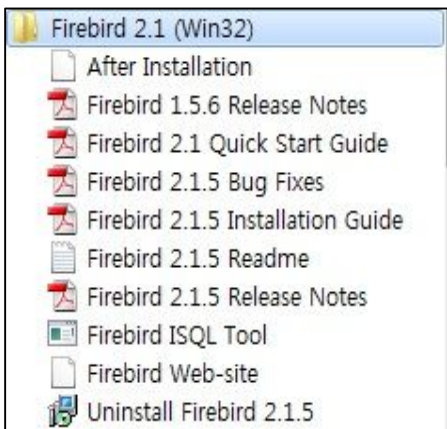 Firebird 2.1 (Win32)
After Installation
Firebird 1.5.6 Release Notes
Firebird 2.1 Quick Start Guide
Firebird 2.1.5 Bug Fixes
Firebird 2.1.5 Installation Guide
Firebird 2.1.5 Readme
Firebird 2.1.5 Release Notes
Firebird ISQL Tool
Firebird Web-site
Uninstall Firebird 2.1.5